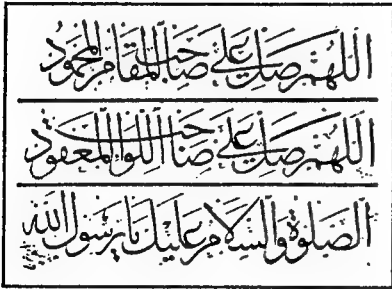 اللهم صل على صاحب المقام المحمود
اللهم صل على صاحب اللواء المعقود
الصلوة والسلام عليك يا رسول الله